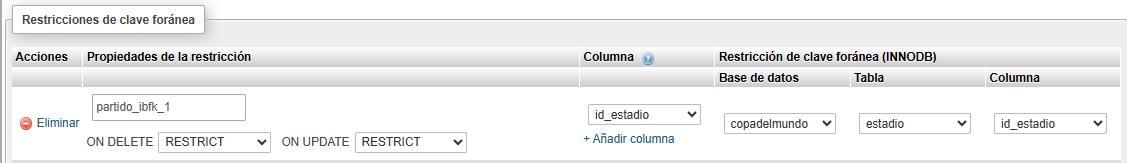 Restricciones de clave foránea
Acciones Propiedades de la restricción Columna Restricción de clave foránea (INNODB)
Base de datos Tabla Columna
Eliminar partido_ibfk_1 id_estadio copadelmundo estadio id_estadio
ON DELETE RESTRICT ON UPDATE RESTRICT + Añadir columna